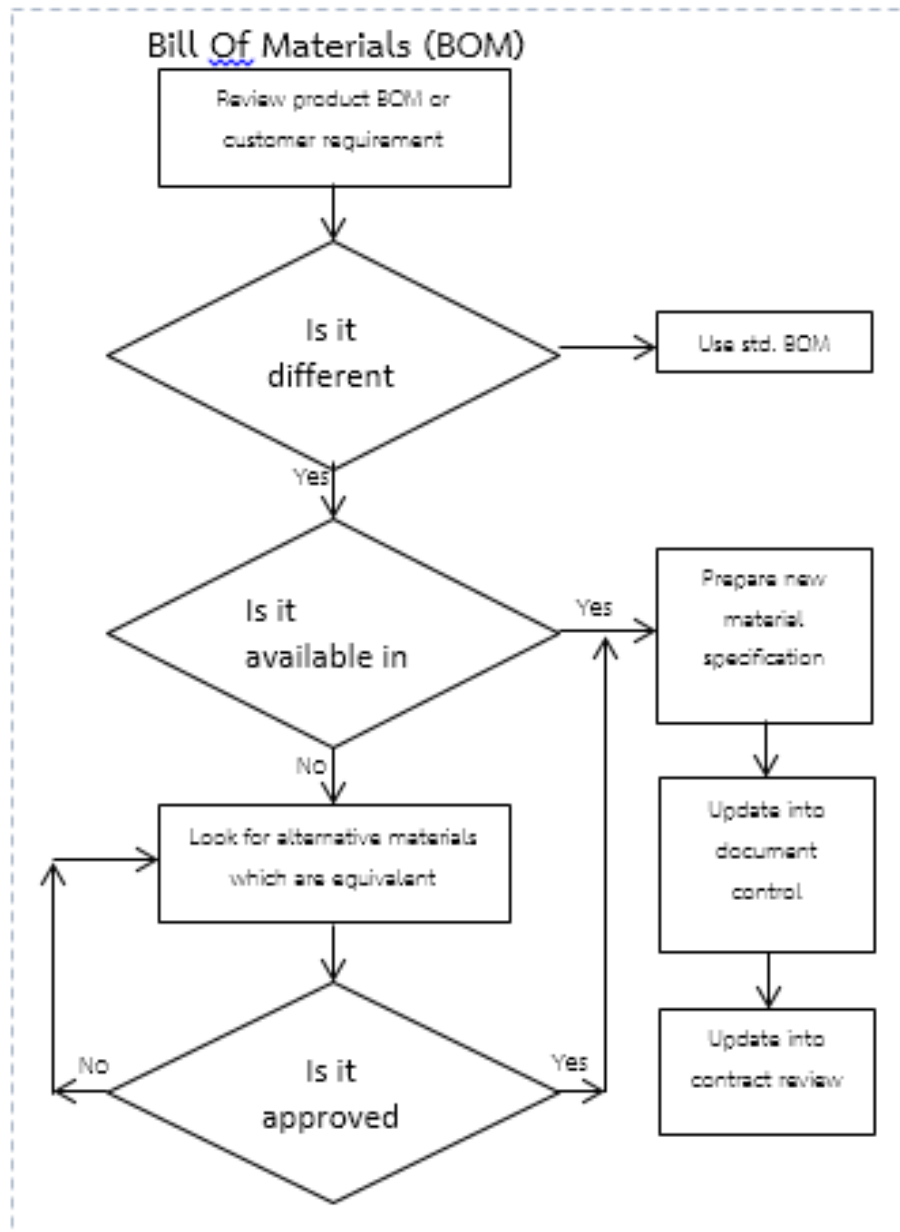 Bill Of Materials (BOM)
Review product BOM or
customer requirement
Is it
different
Use std. BOM
Yes
Is it
available in
Yes
Prepare new
material
specification
No
Look for alternative materials
which are equivalent
Update into
document
control
Is it
approved
No
Yes
Update into
contract review